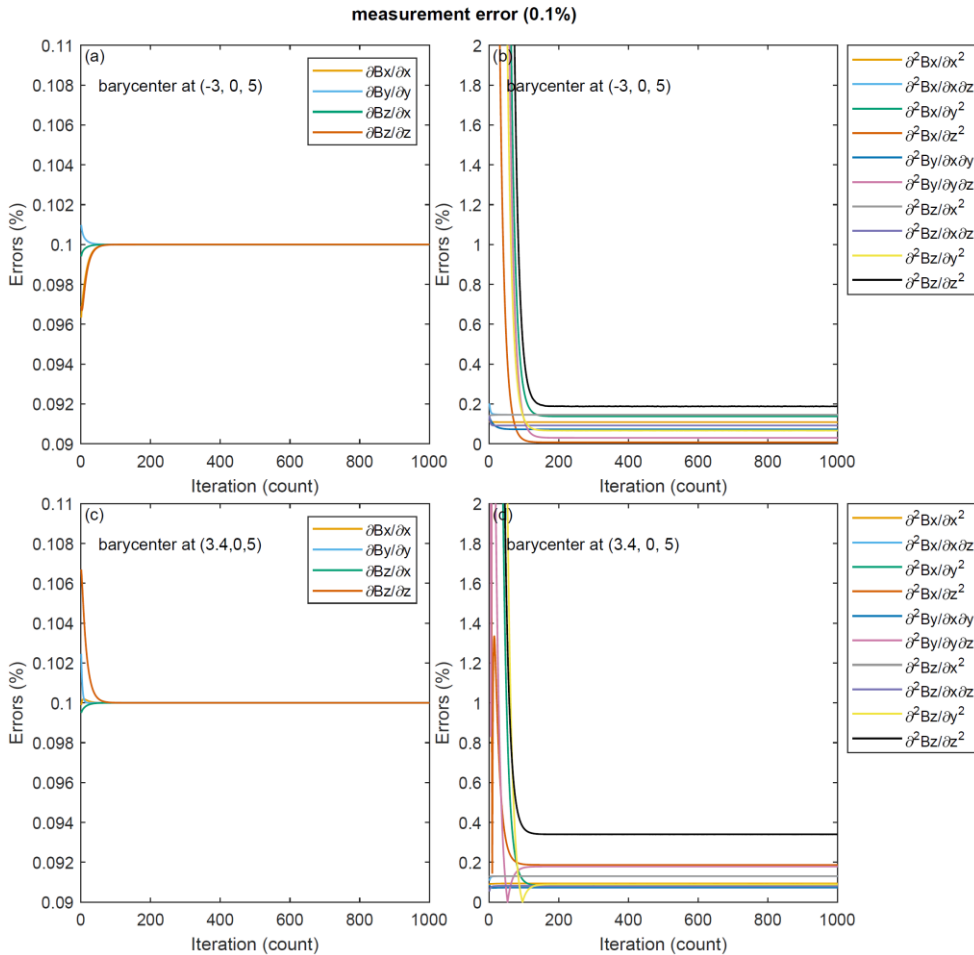 measurement error (0.1%)
(a)
barycenter at (-3, 0, 5)
∂Bx/∂x
∂By/∂y
∂Bz/∂x
∂Bz/∂z
0.11
0.108
0.106
0.104
0.102
0.1
0.098
0.096
0.094
0.092
0.09
Errors (%)
0 200 400 600 800 1000
Iteration (count)
(b)
barycenter at (-3, 0, 5)
2
1.8
1.6
1.4
1.2
1
0.8
0.6
0.4
0.2
0
Errors (%)
0 200 400 600 800 1000
Iteration (count)
∂²Bx/∂x²
∂²Bx/∂x∂z
∂²Bx/∂y²
∂²Bx/∂z²
∂²By/∂x∂y
∂²By/∂y∂z
∂²Bz/∂x²
∂²Bz/∂x∂z
∂²Bz/∂y²
∂²Bz/∂z²
(c)
barycenter at (3.4,0,5)
∂Bx/∂x
∂By/∂y
∂Bz/∂x
∂Bz/∂z
0.11
0.108
0.106
0.104
0.102
0.1
0.098
0.096
0.094
0.092
0.09
Errors (%)
0 200 400 600 800 1000
Iteration (count)
(d)
barycenter at (3.4, 0, 5)
2
1.8
1.6
1.4
1.2
1
0.8
0.6
0.4
0.2
0
Errors (%)
0 200 400 600 800 1000
Iteration (count)
∂²Bx/∂x²
∂²Bx/∂x∂z
∂²Bx/∂y²
∂²Bx/∂z²
∂²By/∂x∂y
∂²By/∂y∂z
∂²Bz/∂x²
∂²Bz/∂x∂z
∂²Bz/∂y²
∂²Bz/∂z²